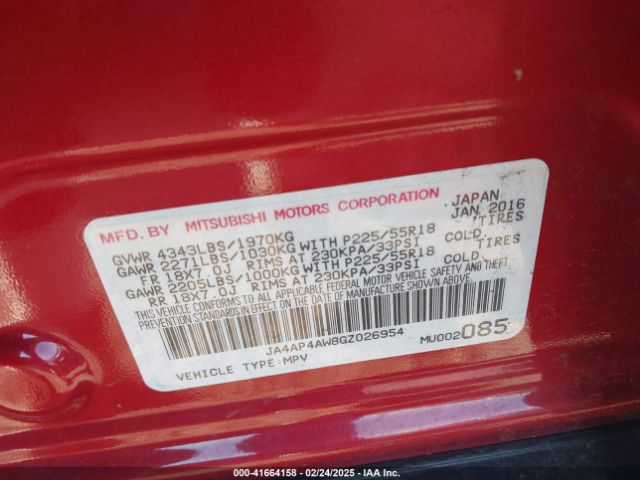 MFD. BY MITSUBISHI MOTORS CORPORATION JAPAN
JAN. 2016
GVWR 4343LBS/1970KG
GAWR 2271LBS/1030KG WITH P225/55R18 TIRES
FR 18X7.0J RIMS AT 230KPA/33PSI COLD.
GAWR 2205LBS/1000KG WITH P225/55R18 TIRES
RR 18X7.0J RIMS AT 230KPA/33PSI COLD.
THIS VEHICLE CONFORMS TO ALL APPLICABLE FEDERAL MOTOR VEHICLE SAFETY, BUMPER, AND THEFT
PREVENTION STANDARDS IN EFFECT ON THE DATE OF MANUFACTURE SHOWN ABOVE.
JA4AP4AW8GZ026954
MU002085
VEHICLE TYPE:MPV
000-41664158 - 02/24/2025 - IAA Inc.